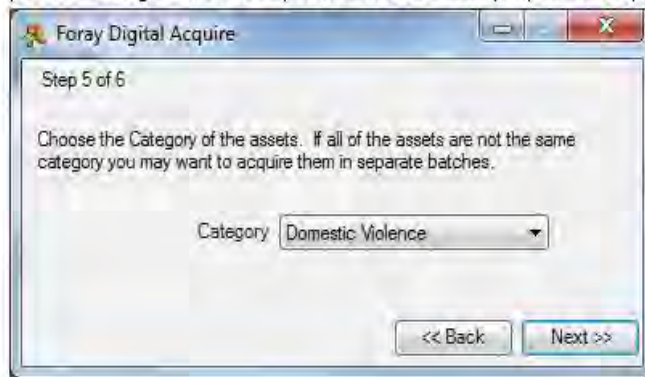 Foray Digital Acquire
Step 5 of 6
Choose the Category of the assets. If all of the assets are not the same
category you may want to acquire them in separate batches.
Category Domestic Violence
<< Back Next >>